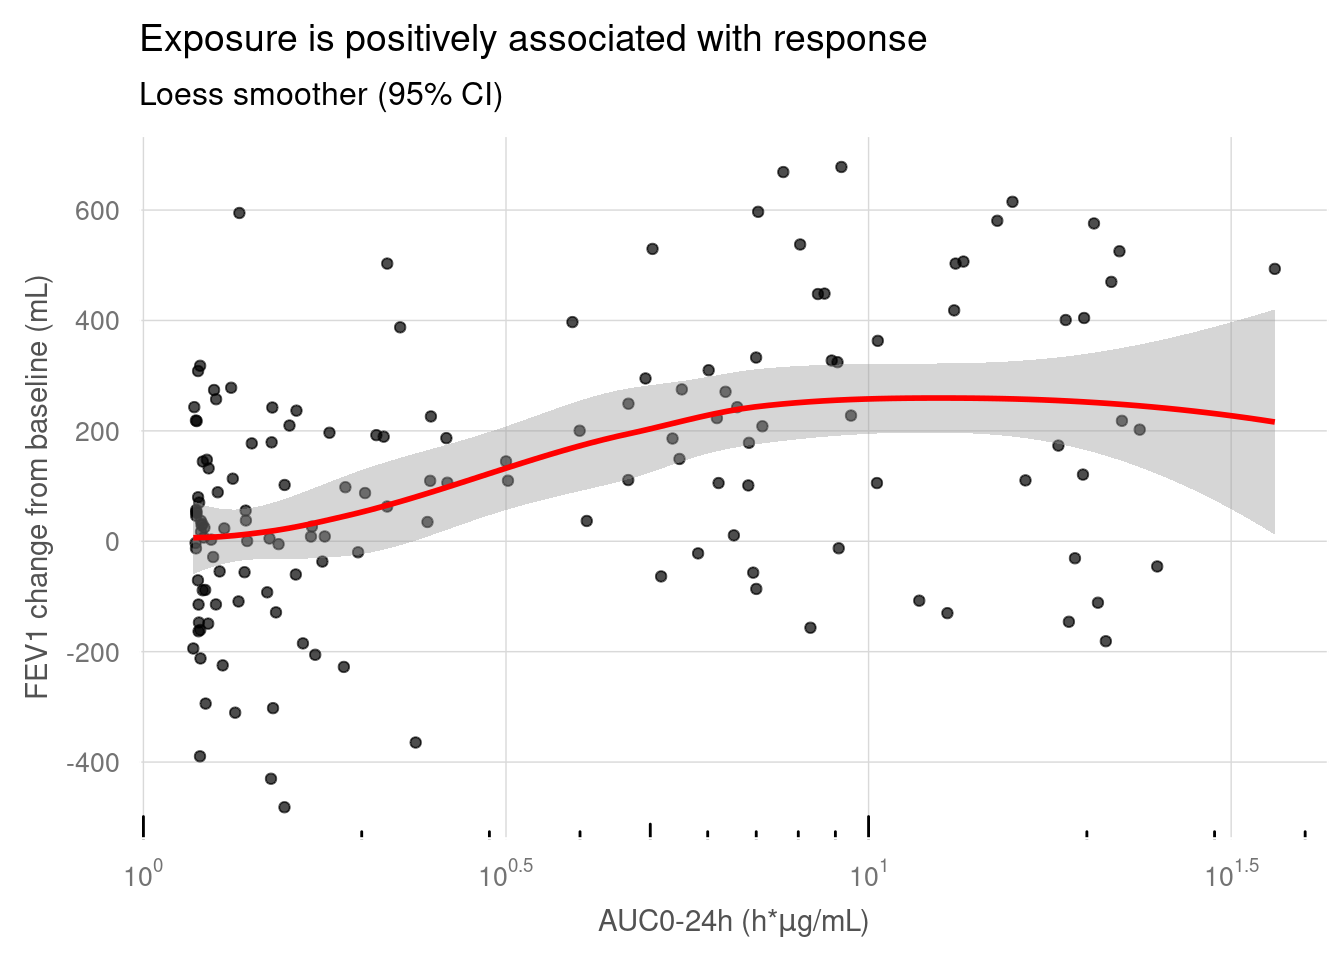 Exposure is positively associated with response
Loess smoother (95% CI)
FEV1 change from baseline (mL)
600
400
200
0
-200
-400
10^0
10^0.5
10^1
10^1.5
AUC0-24h (h*µg/mL)